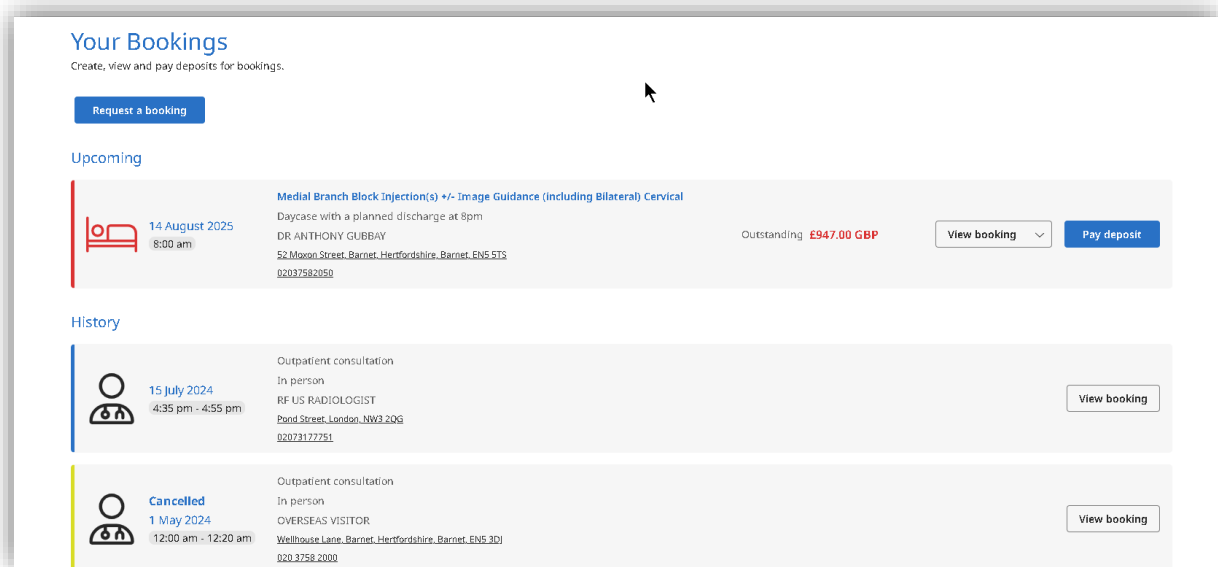 Your Bookings
Create, view and pay deposits for bookings.
Request a booking
Upcoming
14 August 2025
8:00 am
Medial Branch Block Injection(s) +/- Image Guidance (including Bilateral) Cervical
Daycase with a planned discharge at 8pm
DR ANTHONY GUBBAY
52 Moxon Street, Barnet, Hertfordshire, Barnet, EN5 5TS
02037582050
Outstanding £947.00 GBP
View booking
Pay deposit
History
15 July 2024
4:35 pm - 4:55 pm
Outpatient consultation
In person
RF US RADIOLOGIST
Pond Street, London, NW3 2QG
02073177751
View booking
Cancelled
1 May 2024
12:00 am - 12:20 am
Outpatient consultation
In person
OVERSEAS VISITOR
Wellhouse Lane, Barnet, Hertfordshire, Barnet, EN5 3DJ
020 3758 2000
View booking